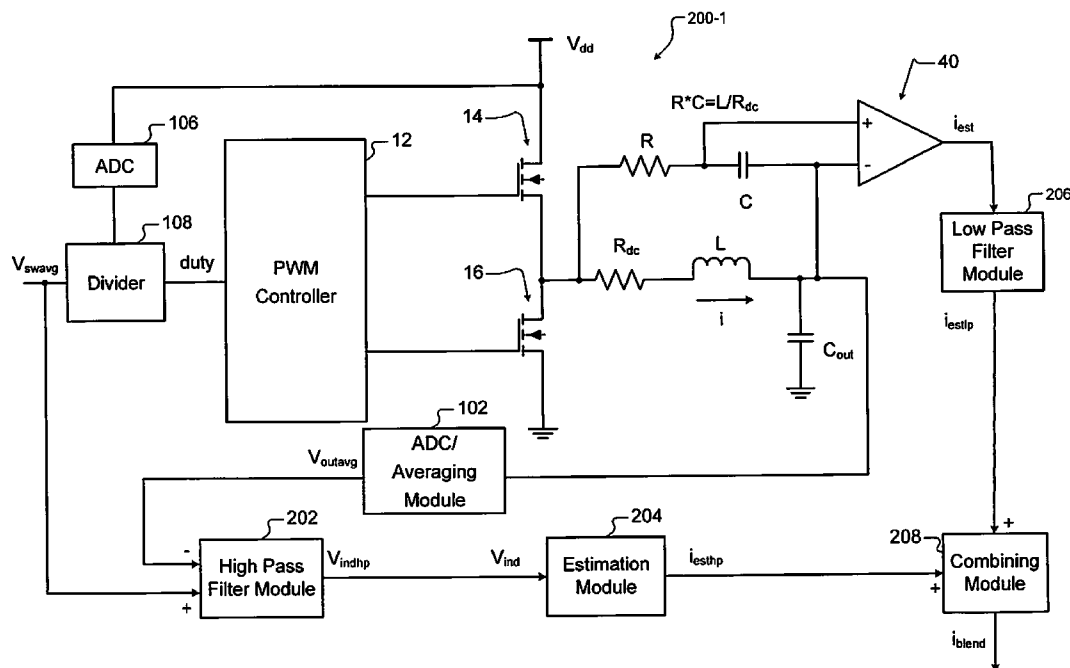 200-1
V_dd
40
106
ADC
12
14
R*C=L/R_dc
i_est
R
+
-
C
206
Low Pass
Filter
Module
108
V_swavg
Divider
duty
PWM
Controller
R_dc
L
16
i
C_out
i_estlp
102
ADC/
Averaging
Module
V_outavg
202
-
High Pass
Filter Module
+
V_indhp
V_ind
204
Estimation
Module
i_esthp
+
208
Combining
Module
+
i_blend